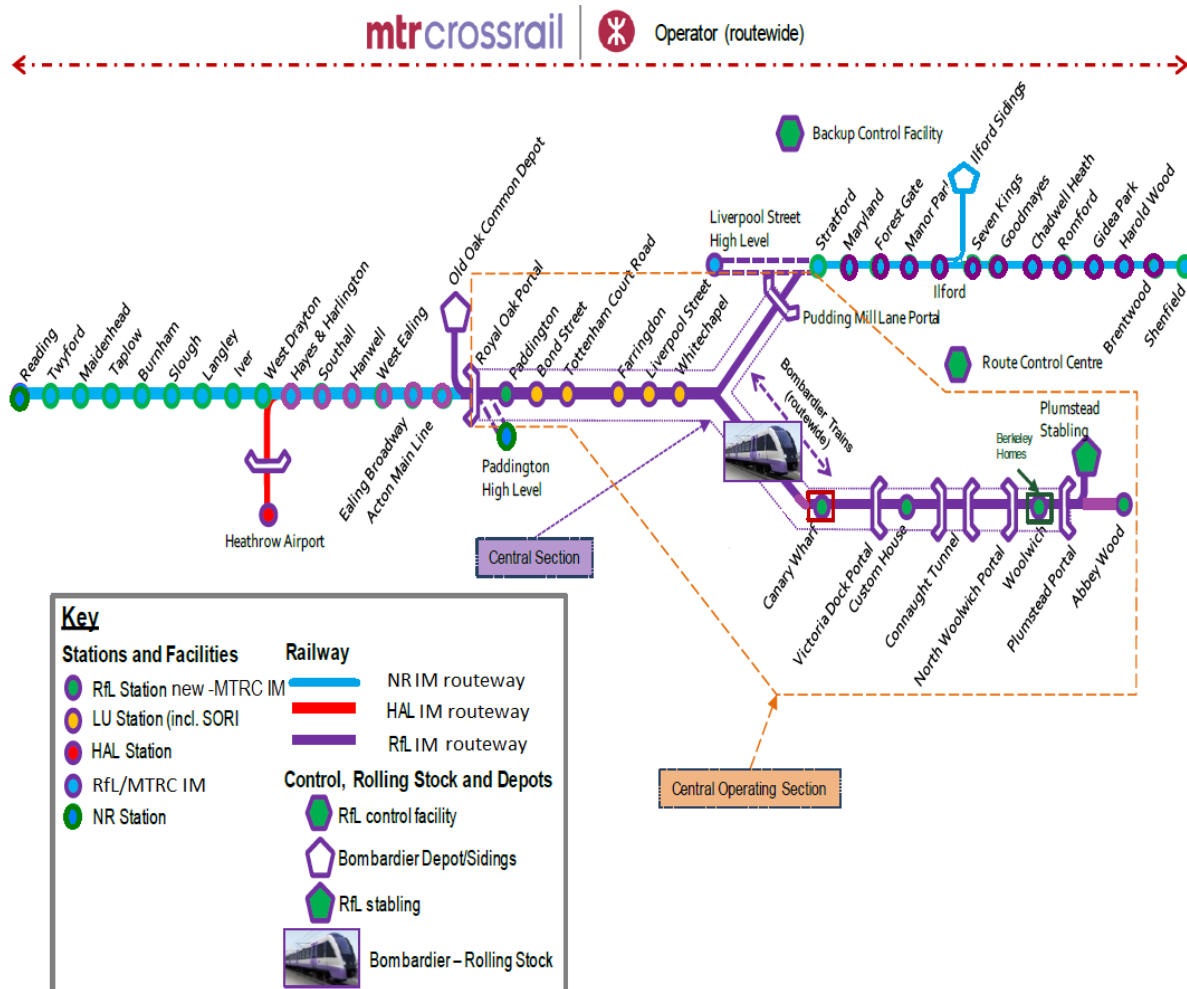 mtrcrossrail
Operator (routewide)
Backup Control Facility
Ilford Sidings
Old Oak Common Depot
Liverpool Street
High Level
Stratford
Maryland
Forest Gate
Manor Park
Ilford
Seven Kings
Goodmayes
Chadwell Heath
Romford
Gidea Park
Harold Wood
Brentwood
Shenfield
Pudding Mill Lane Portal
Reading
Twyford
Maidenhead
Taplow
Burnham
Slough
Langley
Iver
West Drayton
Hayes & Harlington
Southall
Hanwell
West Ealing
Ealing Broadway
Acton Main Line
Royal Oak Portal
Paddington
Bond Street
Tottenham Court Road
Farringdon
Liverpool Street
Whitechapel
Route Control Centre
Bombardier Trains
(routewide)
Plumstead
Stabling
Berkeley
Homes
Paddington
High Level
Heathrow Airport
Central Section
Canary Wharf
Victoria Dock Portal
Custom House
Connaught Tunnel
North Woolwich Portal
Woolwich
Plumstead Portal
Abbey Wood
Central Operating Section
Key
Stations and Facilities
RfL Station new -MTRC IM
LU Station (incl. SORI
HAL Station
RfL/MTRC IM
NR Station
Railway
NR IM routeway
HAL IM routeway
RfL IM routeway
Control, Rolling Stock and Depots
RfL control facility
Bombardier Depot/Sidings
RfL stabling
Bombardier – Rolling Stock